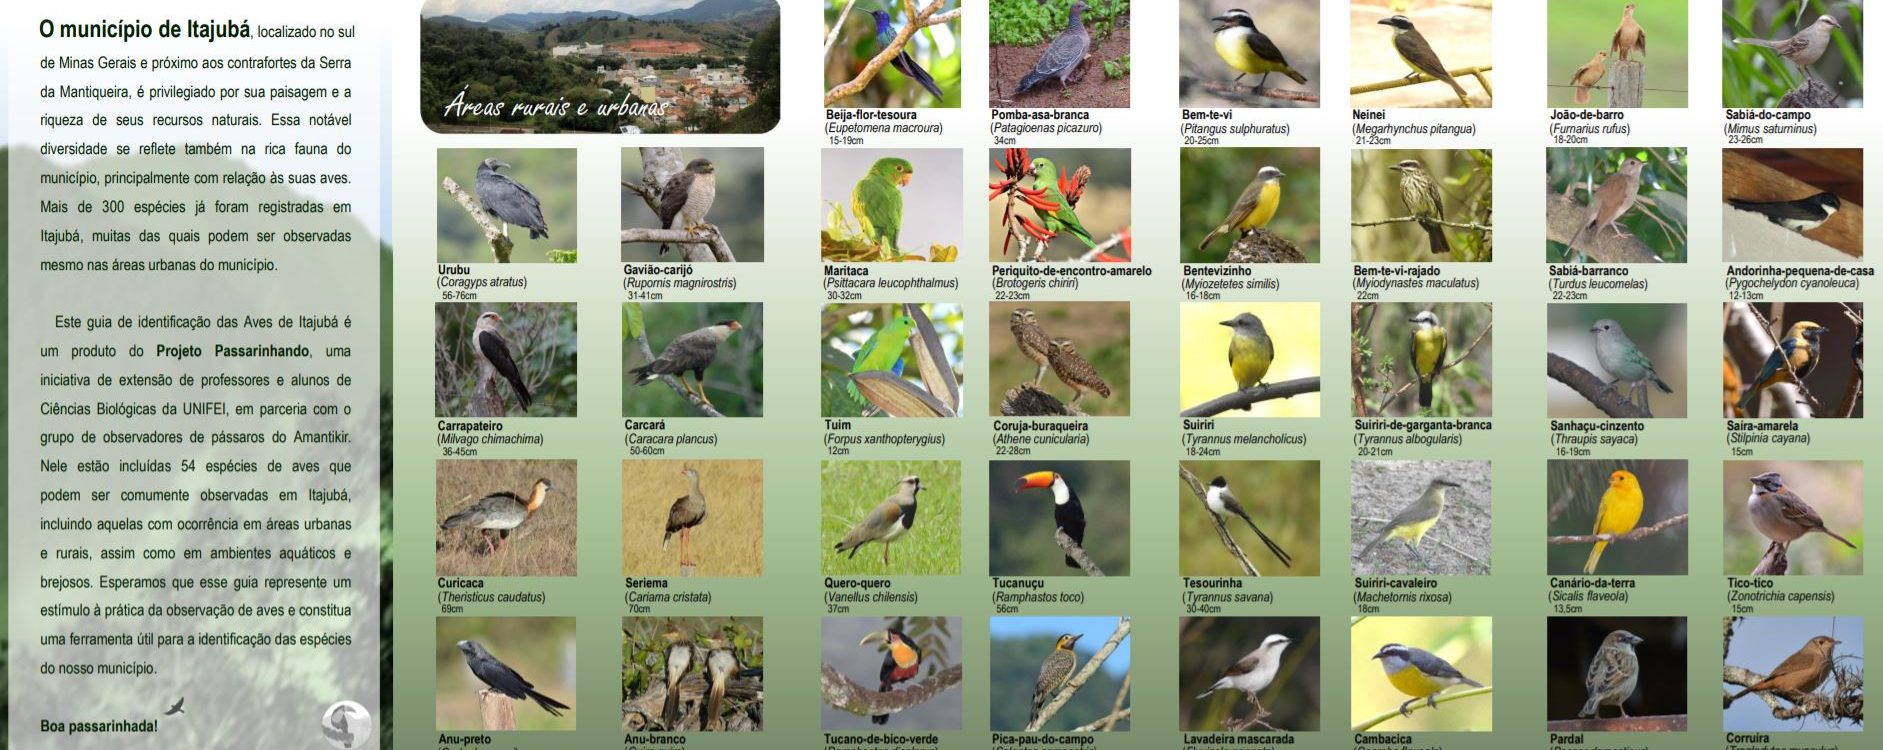 O município de Itajubá, localizado no sul
de Minas Gerais e próximo aos contrafortes da Serra
da Mantiqueira, é privilegiado por sua paisagem e a
riqueza de seus recursos naturais. Essa notável
diversidade se reflete também na rica fauna do
município, principalmente com relação às suas aves.
Mais de 300 espécies já foram registradas em
Itajubá, muitas das quais podem ser observadas
mesmo nas áreas urbanas do município.
Este guia de identificação das Aves de Itajubá é
um produto do Projeto Passarinhando, uma
iniciativa de extensão de professores e alunos de
Ciências Biológicas da UNIFEI, em parceria com o
grupo de observadores de pássaros do Amantikir.
Nele estão incluídas 54 espécies de aves que
podem ser comumente observadas em Itajubá,
incluindo aquelas com ocorrência em áreas urbanas
e rurais, assim como em ambientes aquáticos e
brejosos. Esperamos que esse guia represente um
estímulo à prática da observação de aves e constitua
uma ferramenta útil para a identificação das espécies
do nosso município.
Boa passarinhada!
Áreas rurais e urbanas
Beija-flor-tesoura
(Eupetomena macroura)
15-19cm
Pomba-asa-branca
(Patagioenas picazuro)
34cm
Bem-te-vi
(Pitangus sulphuratus)
20-25cm
Neinei
(Megarhynchus pitangua)
21-23cm
João-de-barro
(Furnarius rufus)
18-20cm
Sabiá-do-campo
(Mimus saturninus)
23-26cm
Urubu
(Coragyps atratus)
56-76cm
Gavião-carijó
(Rupornis magnirostris)
31-41cm
Maritaca
(Psittacara leucophthalmus)
30-32cm
Periquito-de-encontro-amarelo
(Brotogeris chiriri)
22-23cm
Bentevizinho
(Myiozetetes similis)
16-18cm
Bem-te-vi-rajado
(Myiodynastes maculatus)
22cm
Sabiá-barranco
(Turdus leucomelas)
22-23cm
Andorinha-pequena-de-casa
(Pygochelydon cyanoleuca)
12-13cm
Carrapateiro
(Milvago chimachima)
36-45cm
Carcará
(Caracara plancus)
50-60cm
Tuim
(Forpus xanthopterygius)
12cm
Coruja-buraqueira
(Athene cunicularia)
22-28cm
Suiriri
(Tyrannus melancholicus)
18-24cm
Suiriri-de-garganta-branca
(Tyrannus albogularis)
20-21cm
Sanhaçu-cinzento
(Thraupis sayaca)
16-19cm
Saíra-amarela
(Stilpinia cayana)
15cm
Curicaca
(Theristicus caudatus)
69cm
Seriema
(Cariama cristata)
70cm
Quero-quero
(Vanellus chilensis)
37cm
Tucanuçu
(Ramphastos toco)
56cm
Tesourinha
(Tyrannus savana)
30-40cm
Suiriri-cavaleiro
(Machetornis rixosa)
18cm
Canário-da-terra
(Sicalis flaveola)
13,5cm
Tico-tico
(Zonotrichia capensis)
15cm
Anu-preto
Anu-branco
Tucano-de-bico-verde
Pica-pau-do-campo
Lavadeira mascarada
Cambacica
Pardal
Corruira